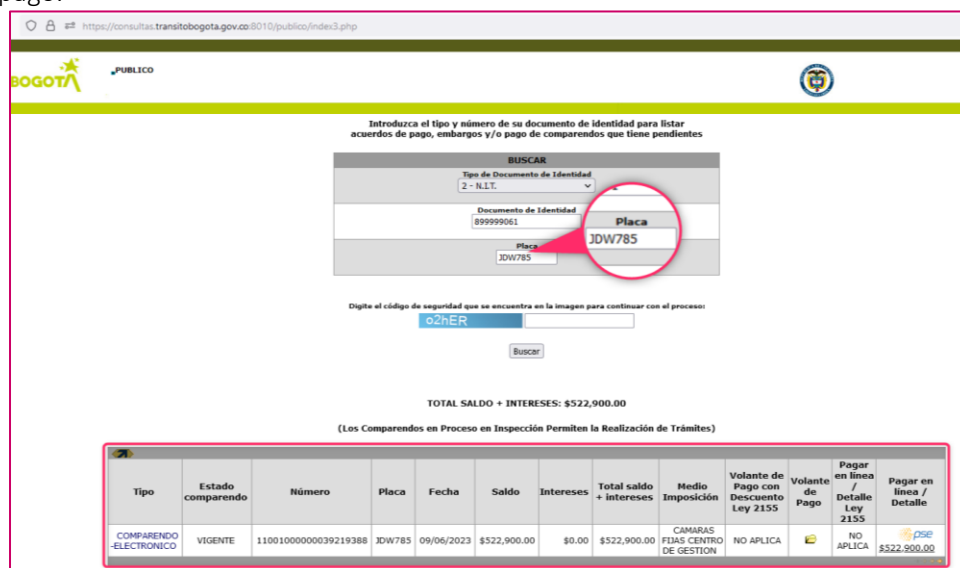 pago.
https://consultas.transitobogota.gov.co:8010/publico/index3.php
BOGOTÁ
PUBLICO
Introduzca el tipo y número de su documento de identidad para listar
acuerdos de pago, embargos y/o pago de comparendos que tiene pendientes
BUSCAR
Tipo de Documento de Identidad
2 - N.I.T.
Documento de Identidad
899999061
Placa
JDW785
Placa
JDW785
Digite el código de seguridad que se encuentra en la imagen para continuar con el proceso:
o2hER
Buscar
TOTAL SALDO + INTERESES: $522,900.00
(Los Comparendos en Proceso en Inspección Permiten la Realización de Trámites)
Tipo Estado comparendo Número Placa Fecha Saldo Intereses Total saldo + intereses Medio Imposición Volante de Pago con Descuento Ley 2155 Volante de Pago Pagar en línea / Detalle Ley 2155 Pagar en línea / Detalle
COMPARENDO -ELECTRONICO VIGENTE 11001000000039219388 JDW785 09/06/2023 $522,900.00 $0.00 $522,900.00 CAMARAS FIJAS CENTRO DE GESTION NO APLICA NO APLICA pse $522,900.00